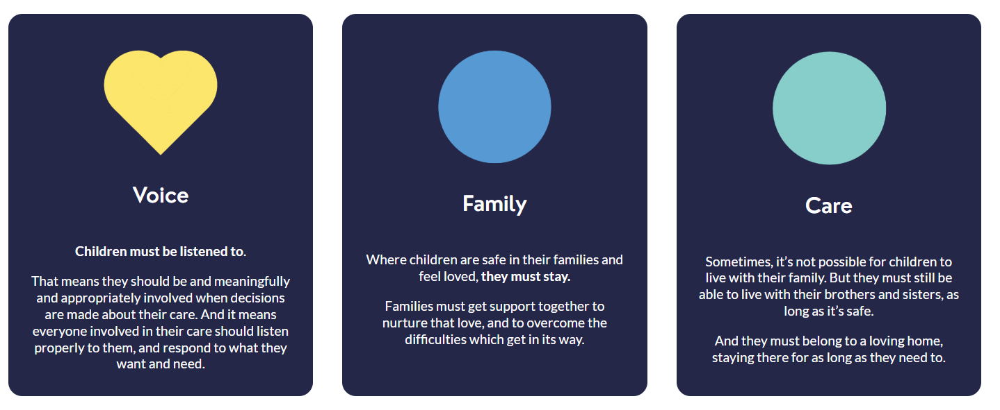 Voice
Children must be listened to.
That means they should be and meaningfully
and appropriately involved when decisions
are made about their care. And it means
everyone involved in their care should listen
properly to them, and respond to what they
want and need.
Family
Where children are safe in their families and
feel loved, they must stay.
Families must get support together to
nurture that love, and to overcome the
difficulties which get in its way.
Care
Sometimes, it’s not possible for children to
live with their family. But they must still be
able to live with their brothers and sisters, as
long as it’s safe.
And they must belong to a loving home,
staying there for as long as they need to.